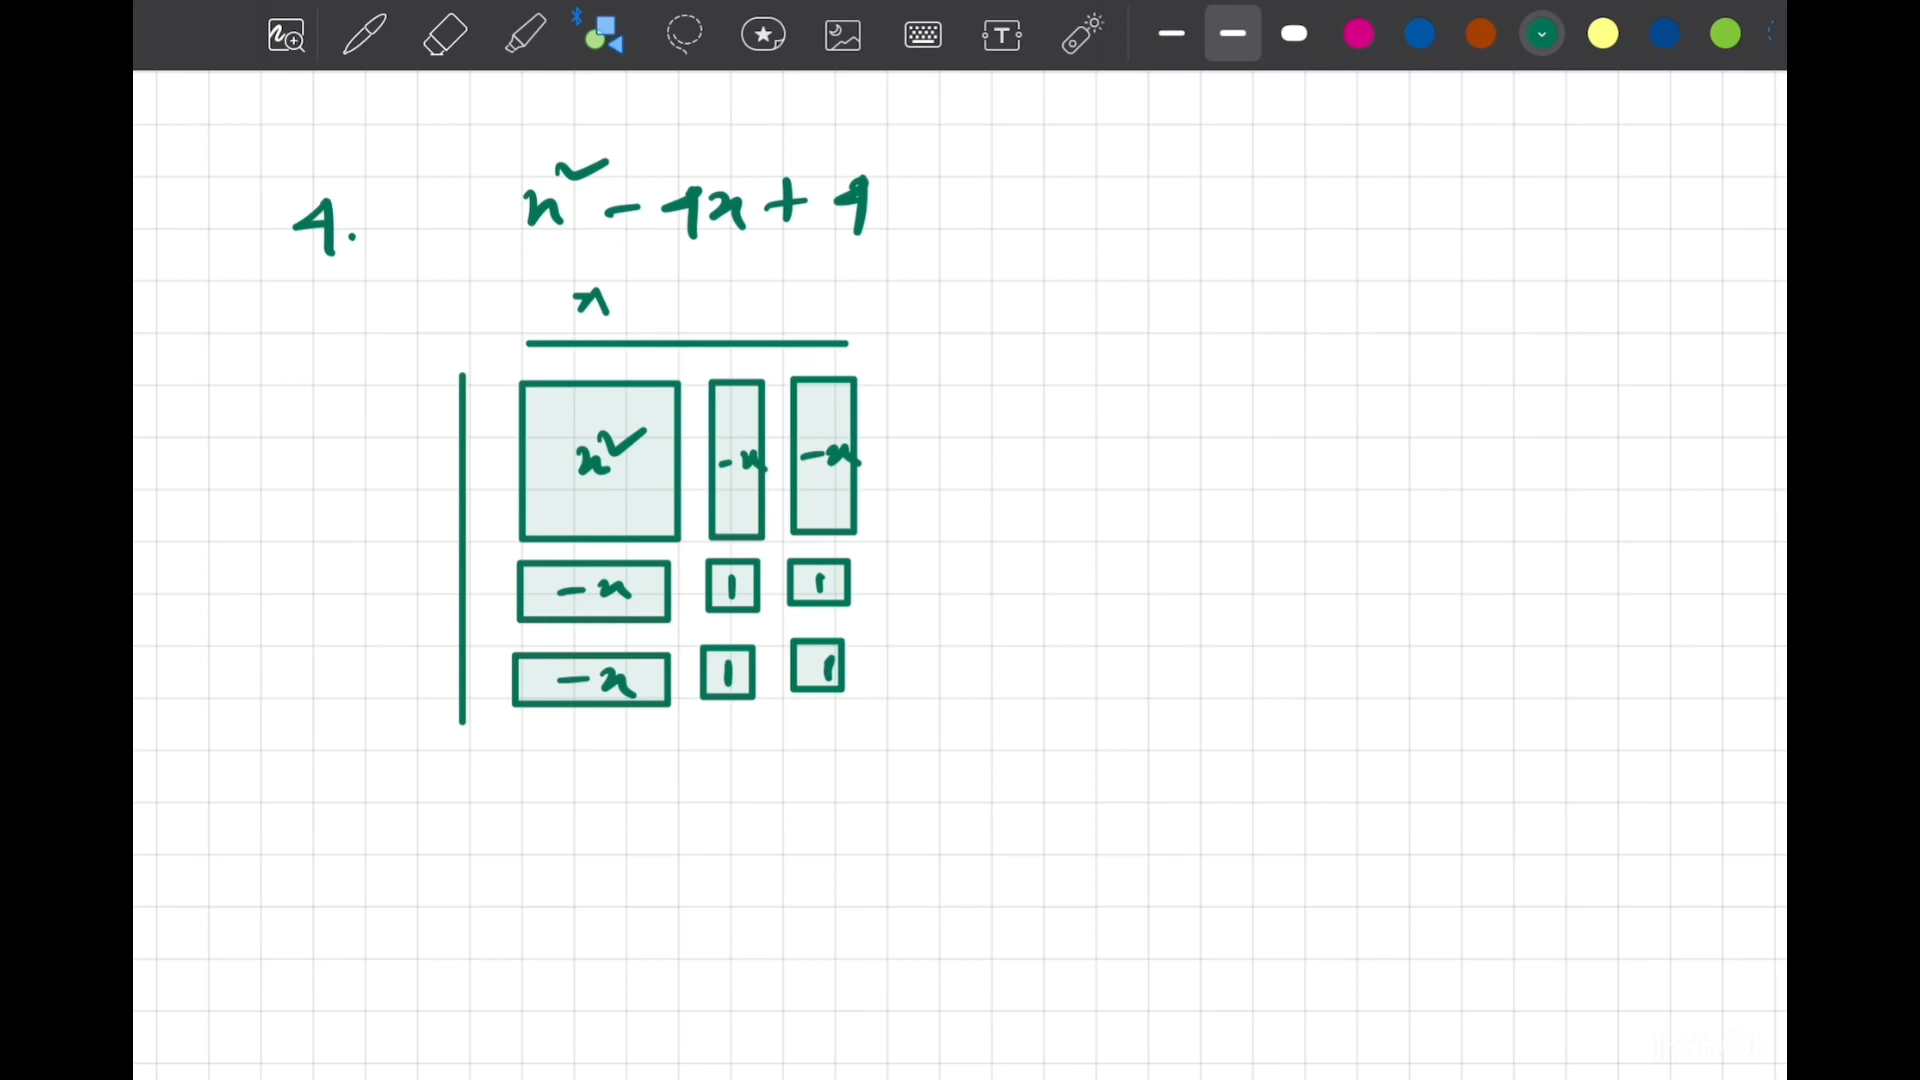 4. x² - 4x + 4
x
x² -x -x
-x 1 1
-x 1 1